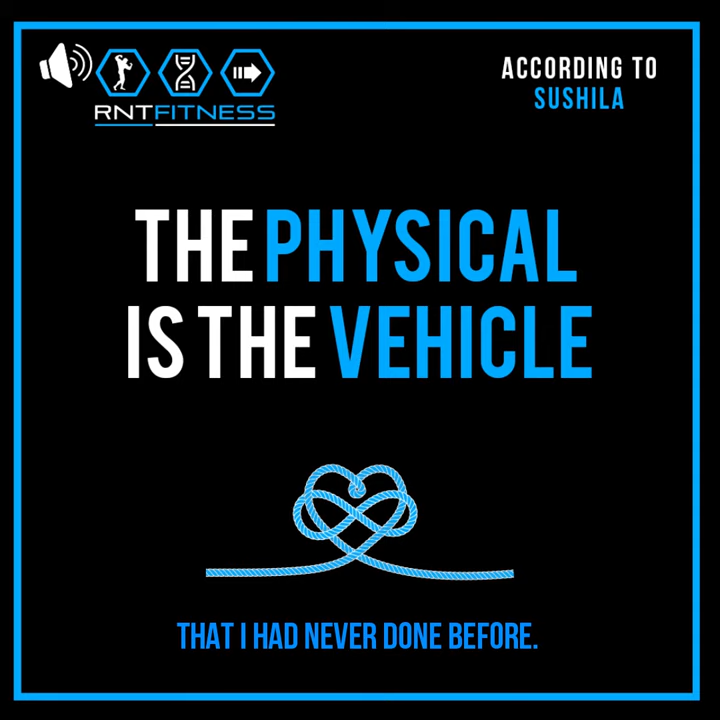 RNTFITNESS
ACCORDING TO
SUSHILA
THE PHYSICAL
IS THE VEHICLE
THAT I HAD NEVER DONE BEFORE.